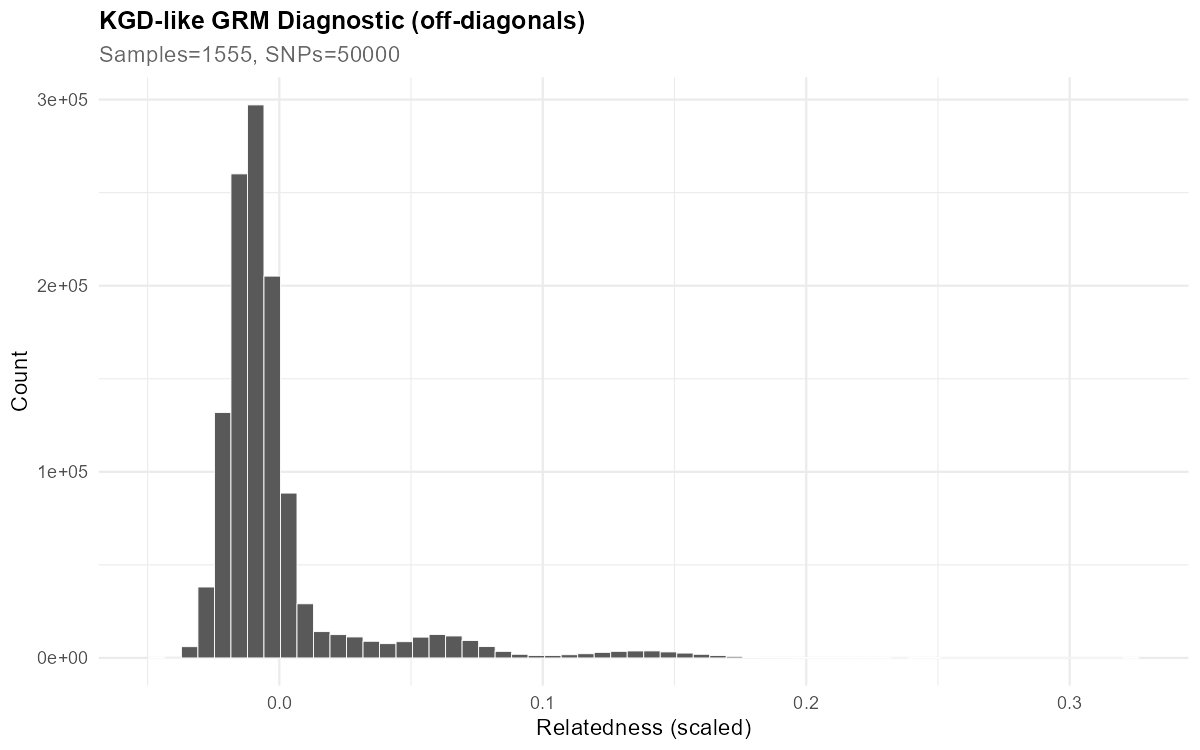 KGD-like GRM Diagnostic (off-diagonals)
Samples=1555, SNPs=50000
3e+05
2e+05
1e+05
0e+00
Count
0.0
0.1
0.2
0.3
Relatedness (scaled)